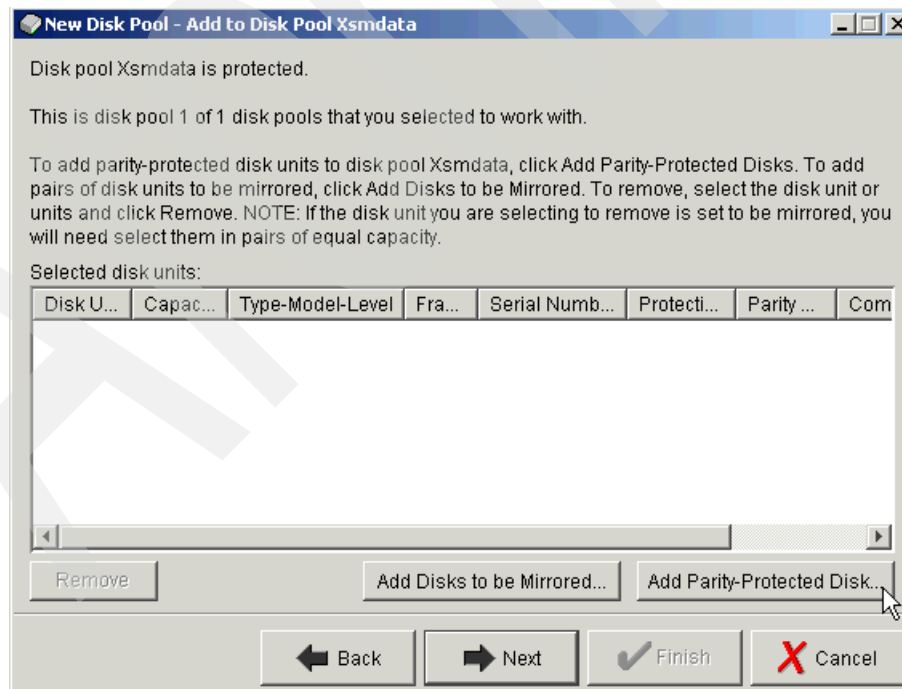 New Disk Pool - Add to Disk Pool Xsmdata
Disk pool Xsmdata is protected.
This is disk pool 1 of 1 disk pools that you selected to work with.
To add parity-protected disk units to disk pool Xsmdata, click Add Parity-Protected Disks. To add
pairs of disk units to be mirrored, click Add Disks to be Mirrored. To remove, select the disk unit or
units and click Remove. NOTE: If the disk unit you are selecting to remove is set to be mirrored, you
will need select them in pairs of equal capacity.
Selected disk units:
Disk U... Capac... Type-Model-Level Fra... Serial Numb... Protecti... Parity ... Com
Remove Add Disks to be Mirrored... Add Parity-Protected Disk...
Back Next Finish Cancel